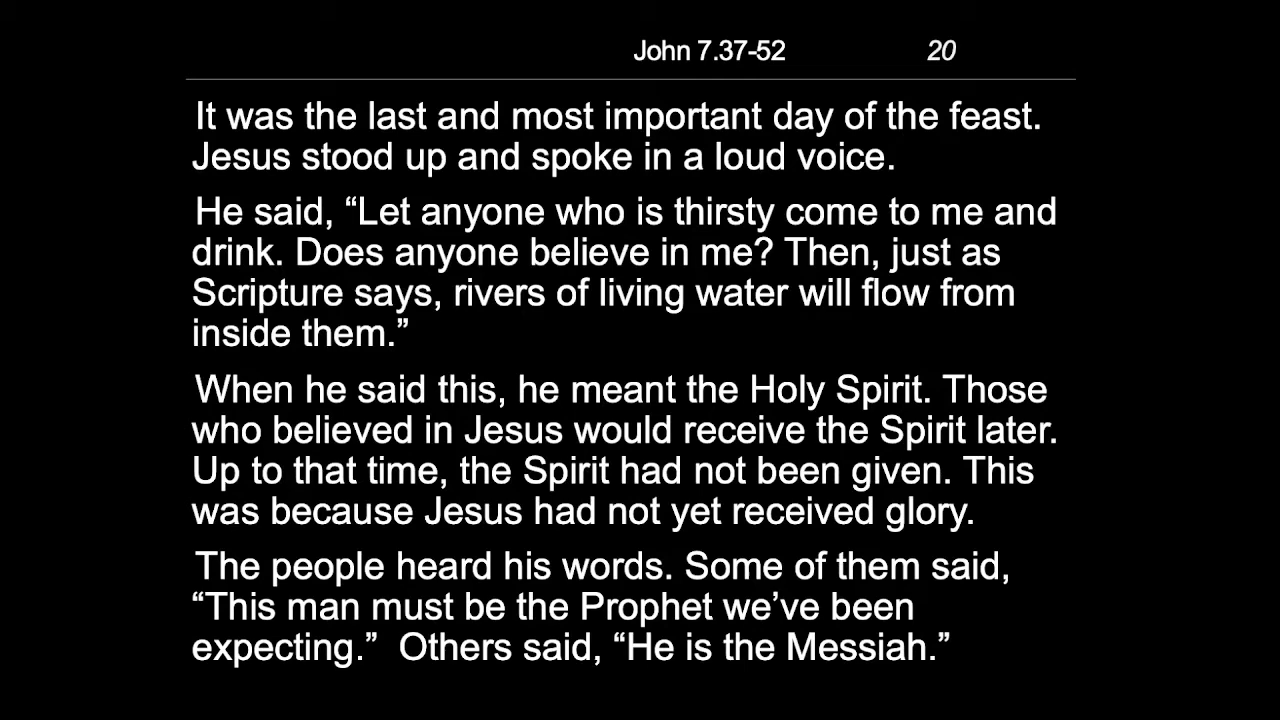 John 7.37-52 20
It was the last and most important day of the feast.
Jesus stood up and spoke in a loud voice.
He said, “Let anyone who is thirsty come to me and
drink. Does anyone believe in me? Then, just as
Scripture says, rivers of living water will flow from
inside them.”
When he said this, he meant the Holy Spirit. Those
who believed in Jesus would receive the Spirit later.
Up to that time, the Spirit had not been given. This
was because Jesus had not yet received glory.
The people heard his words. Some of them said,
“This man must be the Prophet we’ve been
expecting.”  Others said, “He is the Messiah.”